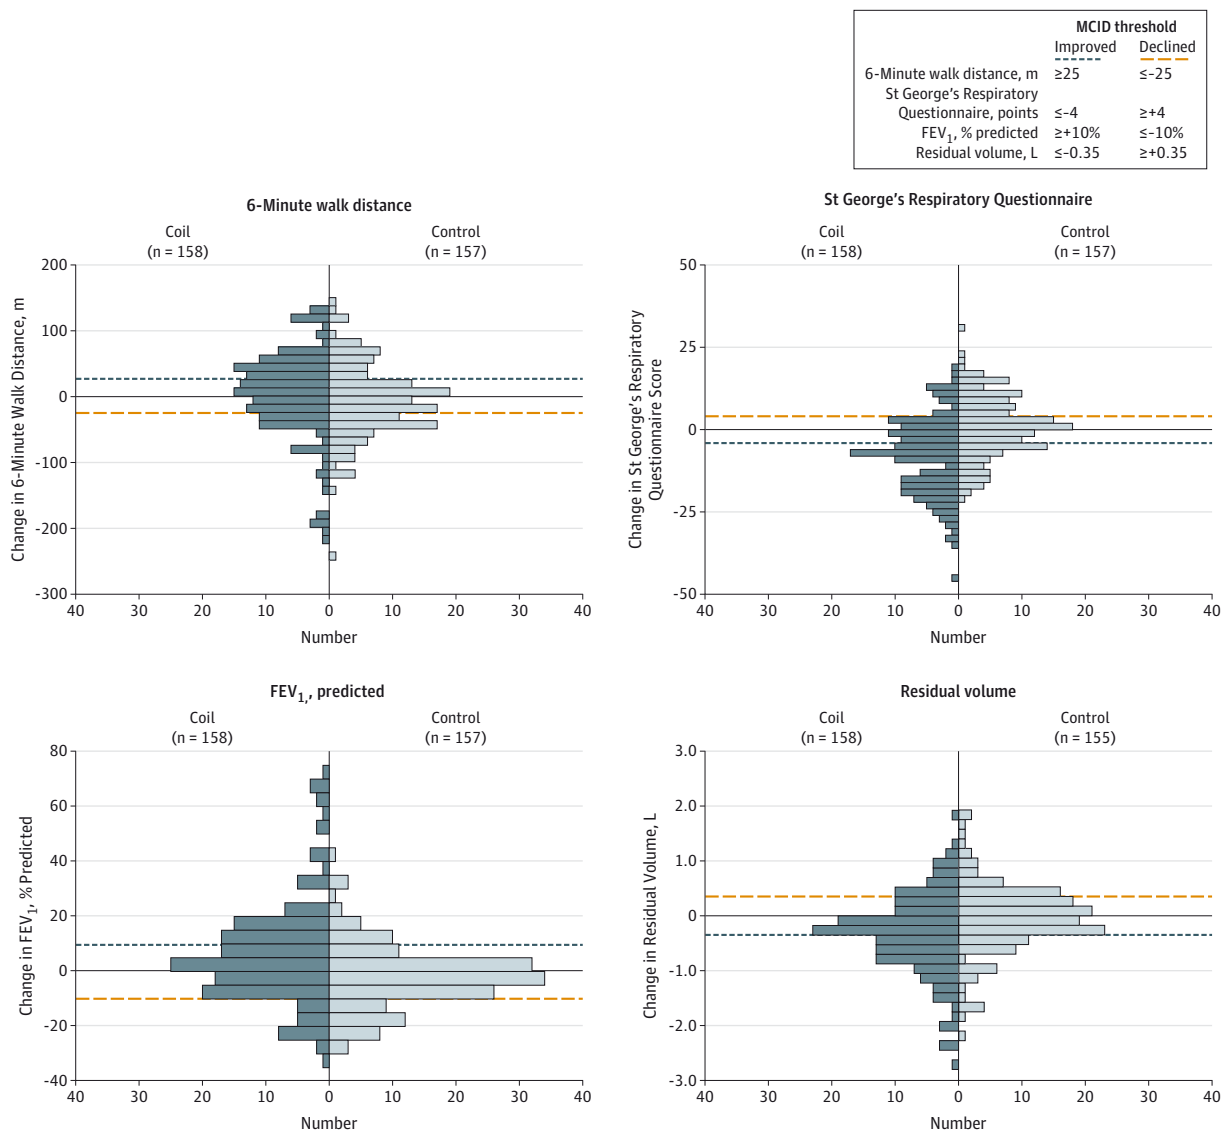 MCID threshold
Improved Declined
6-Minute walk distance, m ≥25 ≤-25
St George's Respiratory
Questionnaire, points ≤-4 ≥+4
FEV1, % predicted ≥+10% ≤-10%
Residual volume, L ≤-0.35 ≥+0.35
6-Minute walk distance
Coil
(n = 158)
Control
(n = 157)
200
100
0
-100
-200
-300
Change in 6-Minute Walk Distance, m
40 30 20 10 0 10 20 30 40
Number
St George's Respiratory Questionnaire
Coil
(n = 158)
Control
(n = 157)
50
25
0
-25
-50
Change in St George's Respiratory
Questionnaire Score
40 30 20 10 0 10 20 30 40
Number
FEV1,, predicted
Coil
(n = 158)
Control
(n = 157)
80
60
40
20
0
-20
-40
Change in FEV1, % Predicted
40 30 20 10 0 10 20 30 40
Number
Residual volume
Coil
(n = 158)
Control
(n = 155)
3.0
2.0
1.0
0
-1.0
-2.0
-3.0
Change in Residual Volume, L
40 30 20 10 0 10 20 30 40
Number